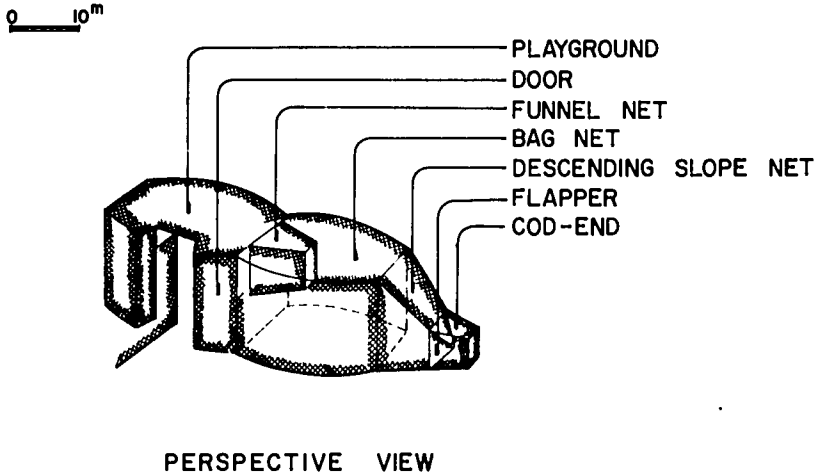 0 10m
PLAYGROUND
DOOR
FUNNEL NET
BAG NET
DESCENDING SLOPE NET
FLAPPER
COD-END
PERSPECTIVE VIEW